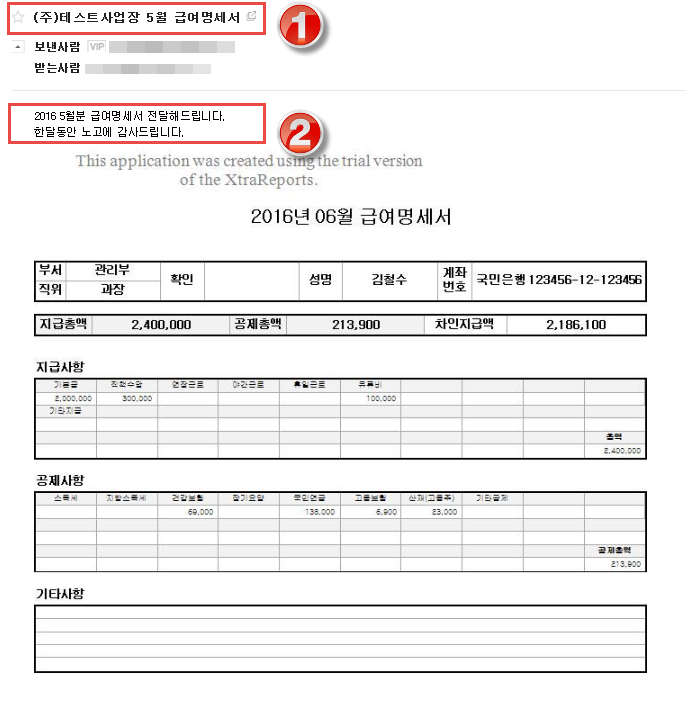 (주)테스트사업장 5월 급여명세서
1
보낸사람 VIP
받는사람
2016 5월분 급여명세서 전달해드립니다.
한달동안 노고에 감사드립니다.
2
This application was created using the trial version
of the XtraReports.
2016년 06월 급여명세서
부서 관리부 확인 성명 김철수 계좌번호 국민은행 123456-12-123456
직위 과장
지급총액 2,400,000 공제총액 213,900 차인지급액 2,186,100
지급사항
기본급 직책수당 연장근로 야간근로 휴일근로 유류비
2,000,000 300,000 100,000
기타지급
총액
2,400,000
공제사항
소득세 지방소득세 건강보험 장기요양 국민연금 고용보험 산재(고용주) 기타공제
69,000 138,000 6,900 23,000
공제총액
213,900
기타사항